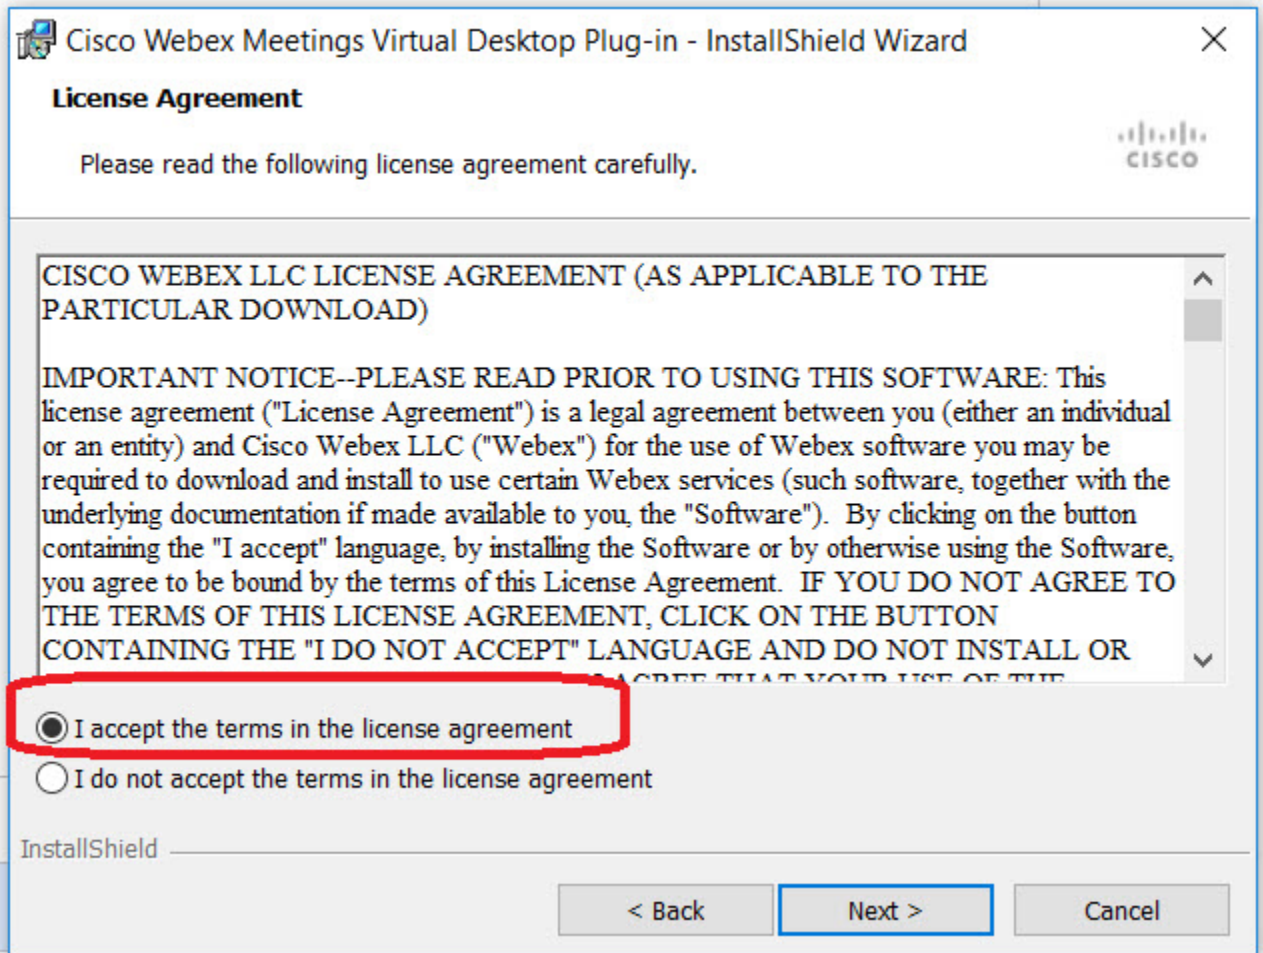 Cisco Webex Meetings Virtual Desktop Plug-in - InstallShield Wizard
License Agreement
Please read the following license agreement carefully.
CISCO
CISCO WEBEX LLC LICENSE AGREEMENT (AS APPLICABLE TO THE
PARTICULAR DOWNLOAD)
IMPORTANT NOTICE--PLEASE READ PRIOR TO USING THIS SOFTWARE: This
license agreement ("License Agreement") is a legal agreement between you (either an individual
or an entity) and Cisco Webex LLC ("Webex") for the use of Webex software you may be
required to download and install to use certain Webex services (such software, together with the
underlying documentation if made available to you, the "Software").  By clicking on the button
containing the "I accept" language, by installing the Software or by otherwise using the Software,
you agree to be bound by the terms of this License Agreement.  IF YOU DO NOT AGREE TO
THE TERMS OF THIS LICENSE AGREEMENT, CLICK ON THE BUTTON
CONTAINING THE "I DO NOT ACCEPT" LANGUAGE AND DO NOT INSTALL OR
AGREE THAT YOUR USE OF THE
I accept the terms in the license agreement
I do not accept the terms in the license agreement
InstallShield
< Back
Next >
Cancel